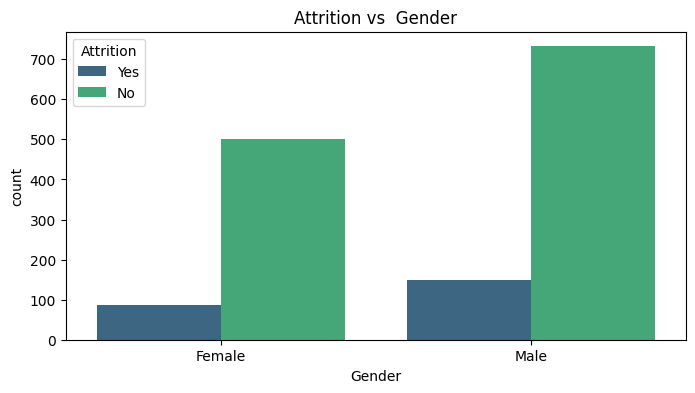 Attrition vs  Gender
Attrition
Yes
No
700
600
500
400
300
200
100
0
count
Female
Male
Gender